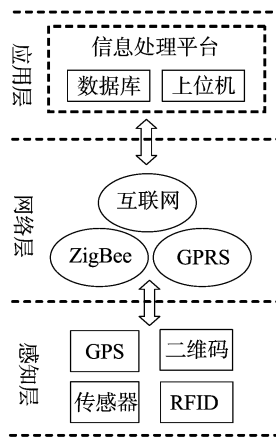 应用层
信息处理平台
数据库 上位机
网络层
互联网
ZigBee GPRS
感知层
GPS 二维码
传感器 RFID